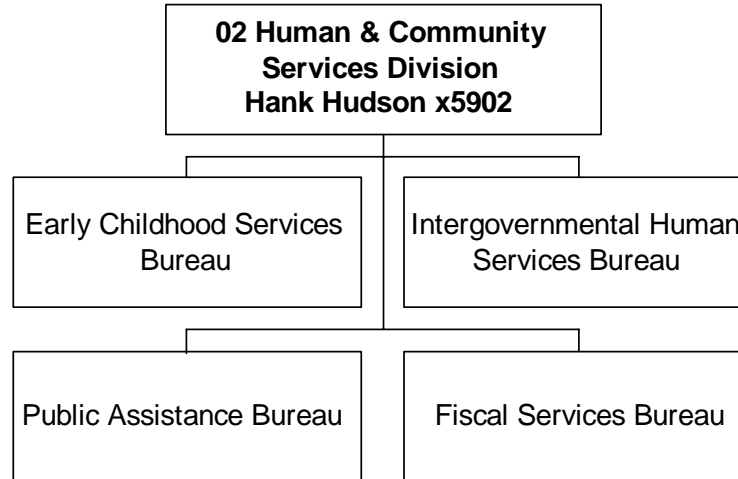 02 Human & Community
Services Division
Hank Hudson x5902
Early Childhood Services
Bureau
Intergovernmental Human
Services Bureau
Public Assistance Bureau
Fiscal Services Bureau